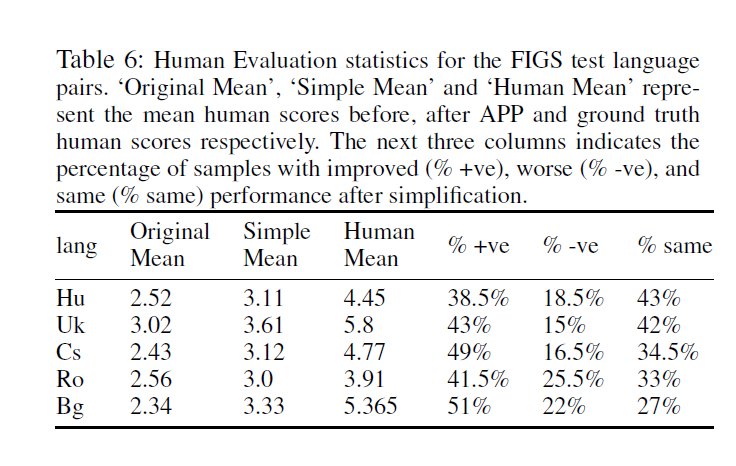 Table 6: Human Evaluation statistics for the FIGS test language
pairs. ‘Original Mean’, ‘Simple Mean’ and ‘Human Mean’ repre-
sent the mean human scores before, after APP and ground truth
human scores respectively. The next three columns indicates the
percentage of samples with improved (% +ve), worse (% -ve), and
same (% same) performance after simplification.
lang Original Mean Simple Mean Human Mean % +ve % -ve % same
Hu 2.52 3.11 4.45 38.5% 18.5% 43%
Uk 3.02 3.61 5.8 43% 15% 42%
Cs 2.43 3.12 4.77 49% 16.5% 34.5%
Ro 2.56 3.0 3.91 41.5% 25.5% 33%
Bg 2.34 3.33 5.365 51% 22% 27%